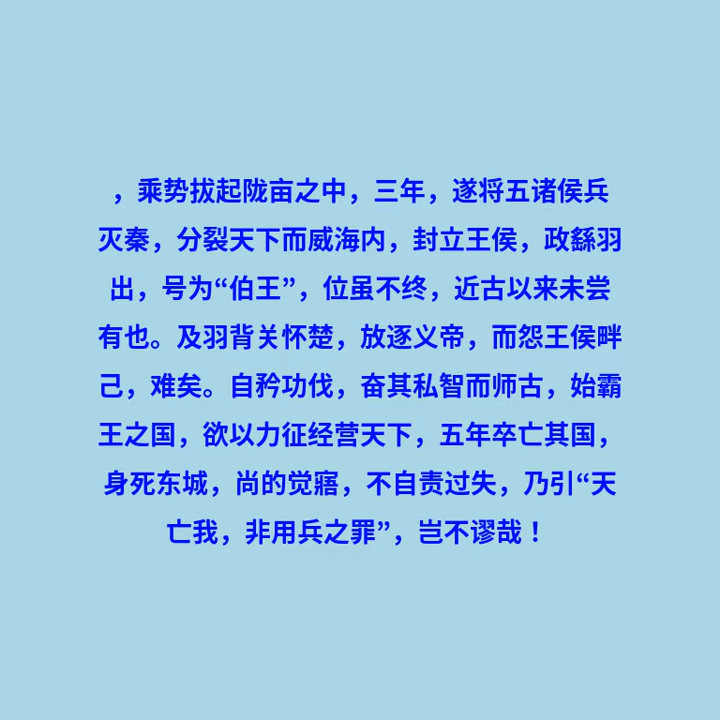 ，乘势拔起陇亩之中，三年，遂将五诸侯兵
灭秦，分裂天下而威海内，封立王侯，政繇羽
出，号为“伯王”，位虽不终，近古以来未尝
有也。及羽背关怀楚，放逐义帝，而怨王侯畔
己，难矣。自矜功伐，奋其私智而师古，始霸
王之国，欲以力征经营天下，五年卒亡其国，
身死东城，尚的觉寤，不自责过失，乃引“天
亡我，非用兵之罪”，岂不谬哉！